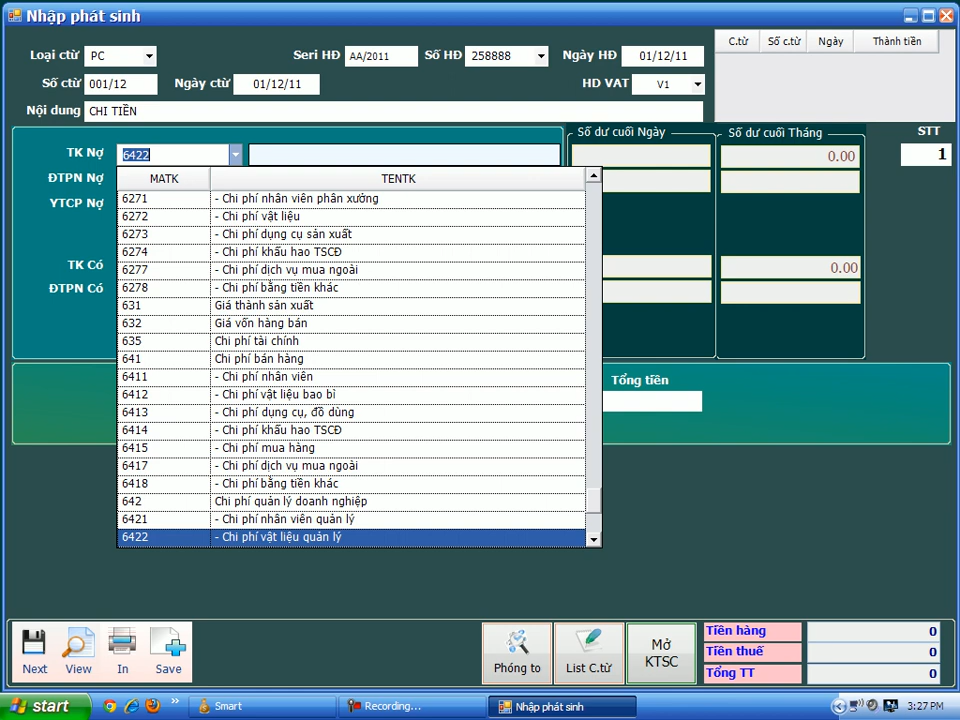 Nhập phát sinh
Loại ctừ PC Seri HĐ AA/2011 Số HĐ 258888 Ngày HĐ 01/12/11
Số ctừ 001/12 Ngày ctừ 01/12/11 HD VAT V1
Nội dung CHI TIỀN
C.từ Số c.từ Ngày Thành tiền
TK Nợ 6422
ĐTPN Nợ
YTCP Nợ
TK Có
ĐTPN Có
Số dư cuối Ngày
Số dư cuối Tháng
0.00
0.00
STT
1
MATK TENTK
6271 - Chi phí nhân viên phân xưởng
6272 - Chi phí vật liệu
6273 - Chi phí dụng cụ sản xuất
6274 - Chi phí khấu hao TSCĐ
6277 - Chi phí dịch vụ mua ngoài
6278 - Chi phí bằng tiền khác
631 Giá thành sản xuất
632 Giá vốn hàng bán
635 Chi phí tài chính
641 Chi phí bán hàng
6411 - Chi phí nhân viên
6412 - Chi phí vật liệu bao bì
6413 - Chi phí dụng cụ, đồ dùng
6414 - Chi phí khấu hao TSCĐ
6415 - Chi phí mua hàng
6417 - Chi phí dịch vụ mua ngoài
6418 - Chi phí bằng tiền khác
642 Chi phí quản lý doanh nghiệp
6421 - Chi phí nhân viên quản lý
6422 - Chi phí vật liệu quản lý
Tổng tiền
Next View In Save
Phóng to List C.từ Mở KTSC
Tiền hàng 0
Tiền thuế 0
Tổng TT 0
start Smart Recording... Nhập phát sinh 3:27 PM